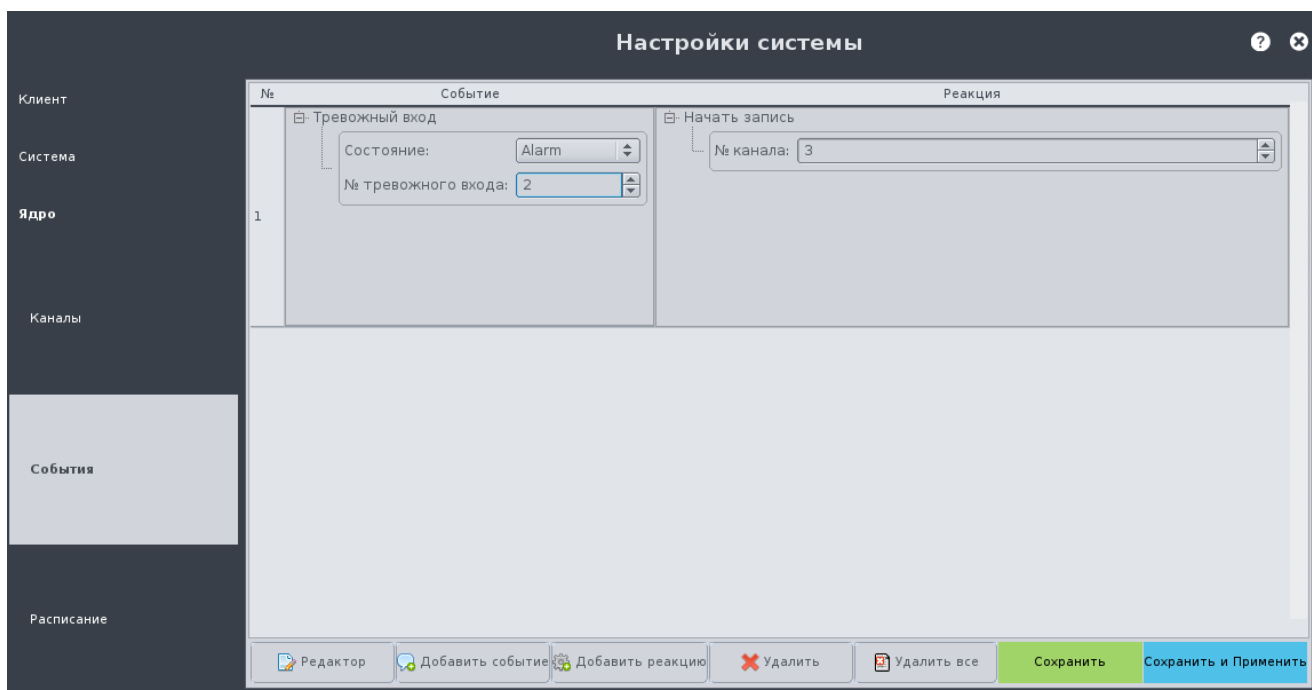 Настройки системы
Клиент
Система
Ядро
Каналы
События
Расписание
№ Событие Реакция
1
Тревожный вход
Состояние: Alarm
№ тревожного входа: 2
Начать запись
№ канала: 3
Редактор Добавить событие Добавить реакцию Удалить Удалить все Сохранить Сохранить и Применить